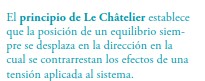 El principio de Le Châtelier establece
que la posición de un equilibrio siem-
pre se desplaza en la dirección en la
cual se contrarrestan los efectos de una
tensión aplicada al sistema.